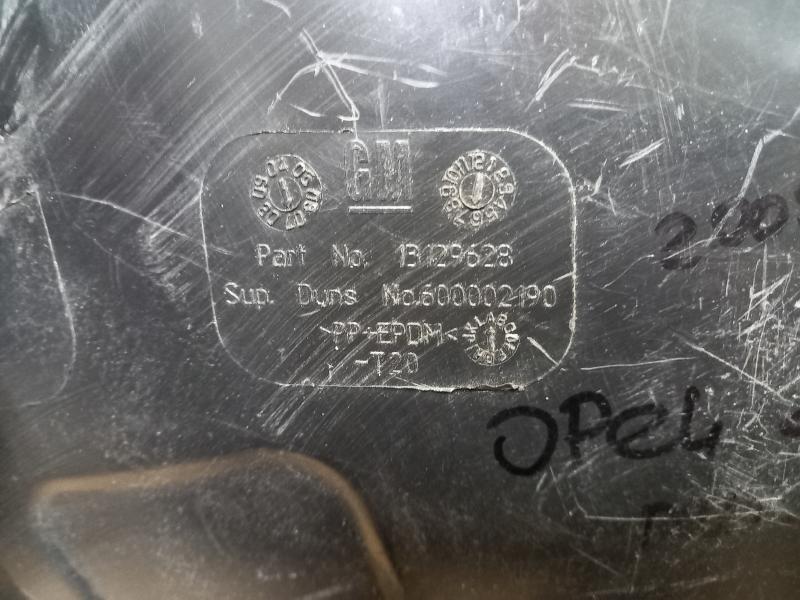 GM
Part No. 13129628
Sup. Duns No.600002190
>PP+EPDM<
-T20
OPEL